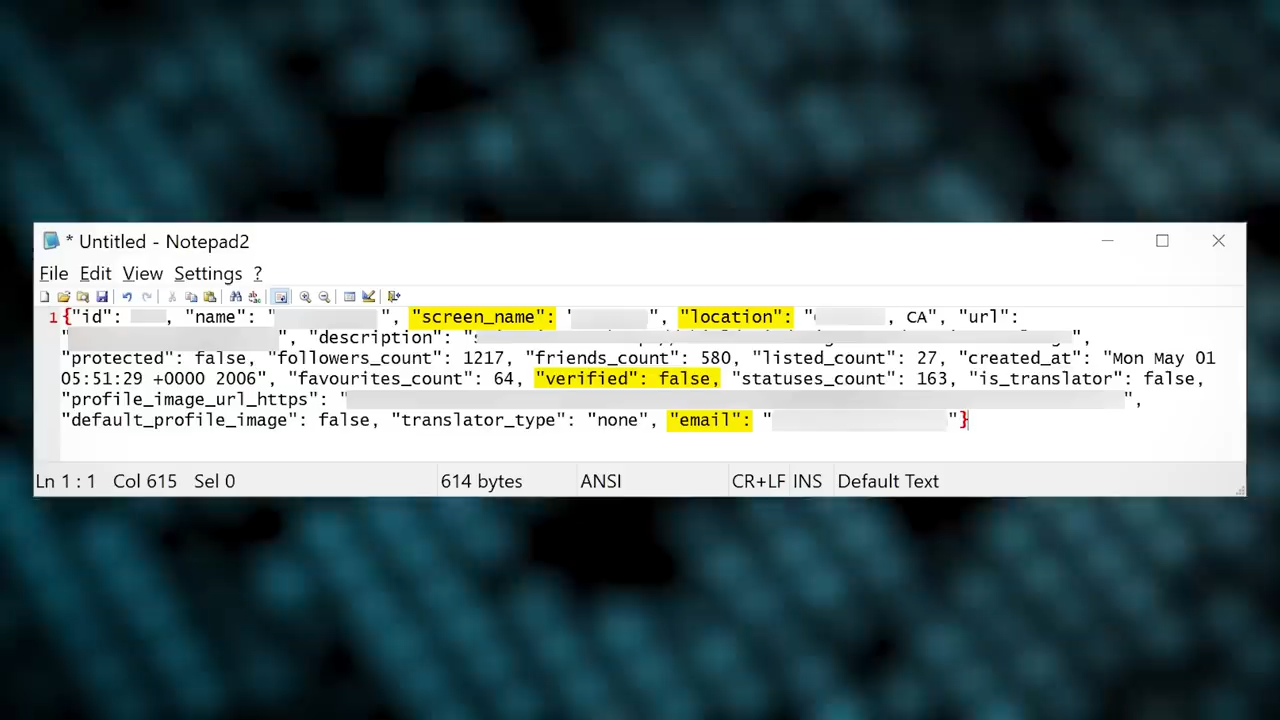 * Untitled - Notepad2
File Edit View Settings ?
1 {"id": , "name": " ", "screen_name": " ", "location": " , CA", "url":
" ", "description": " ",
"protected": false, "followers_count": 1217, "friends_count": 580, "listed_count": 27, "created_at": "Mon May 01
05:51:29 +0000 2006", "favourites_count": 64, "verified": false, "statuses_count": 163, "is_translator": false,
"profile_image_url_https": " ",
"default_profile_image": false, "translator_type": "none", "email": " "}
Ln 1 : 1 Col 615 Sel 0 614 bytes ANSI CR+LF INS Default Text